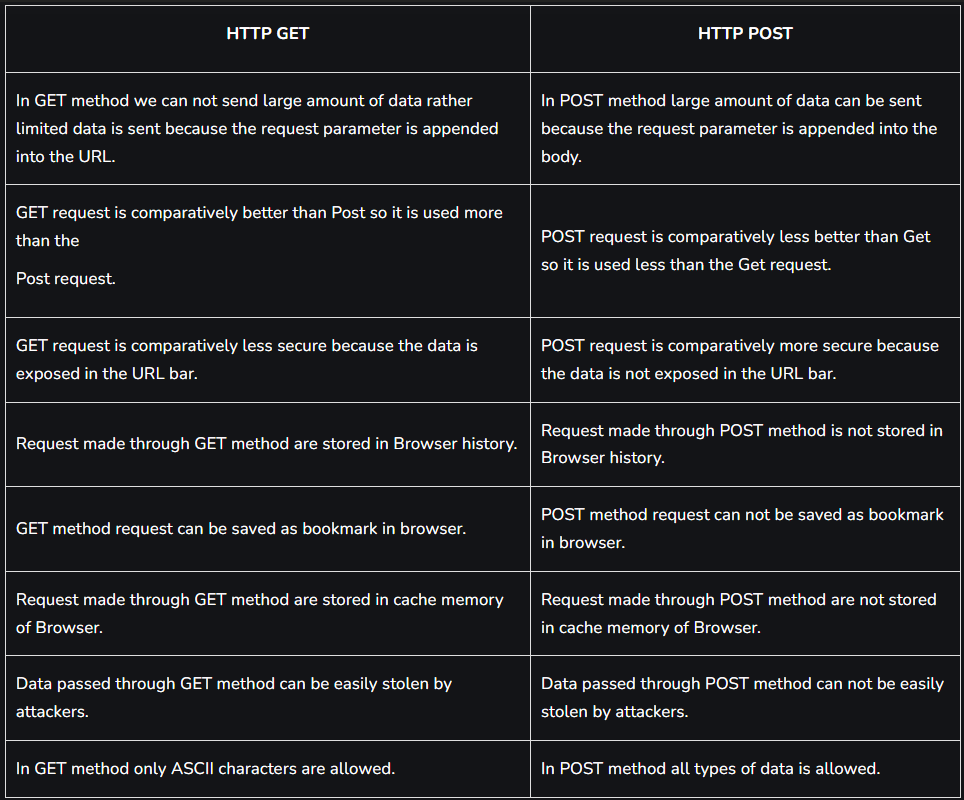 HTTP GET
HTTP POST
In GET method we can not send large amount of data rather
limited data is sent because the request parameter is appended
into the URL.
In POST method large amount of data can be sent
because the request parameter is appended into the
body.
GET request is comparatively better than Post so it is used more
than the
Post request.
POST request is comparatively less better than Get
so it is used less than the Get request.
GET request is comparatively less secure because the data is
exposed in the URL bar.
POST request is comparatively more secure because
the data is not exposed in the URL bar.
Request made through GET method are stored in Browser history.
Request made through POST method is not stored in
Browser history.
GET method request can be saved as bookmark in browser.
POST method request can not be saved as bookmark
in browser.
Request made through GET method are stored in cache memory
of Browser.
Request made through POST method are not stored
in cache memory of Browser.
Data passed through GET method can be easily stolen by
attackers.
Data passed through POST method can not be easily
stolen by attackers.
In GET method only ASCII characters are allowed.
In POST method all types of data is allowed.